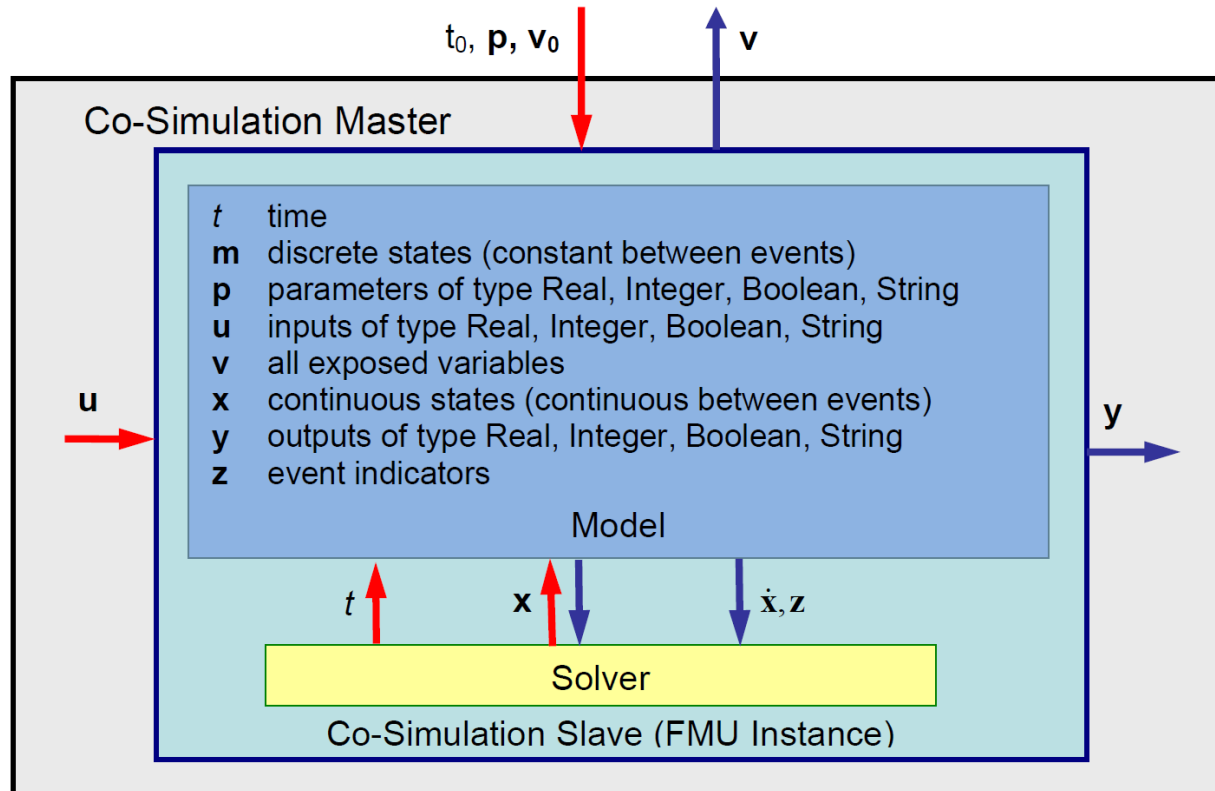 t₀, p, v₀
v
Co-Simulation Master
t time
m discrete states (constant between events)
p parameters of type Real, Integer, Boolean, String
u inputs of type Real, Integer, Boolean, String
v all exposed variables
x continuous states (continuous between events)
y outputs of type Real, Integer, Boolean, String
z event indicators
Model
u
y
t
x
ẋ, z
Solver
Co-Simulation Slave (FMU Instance)